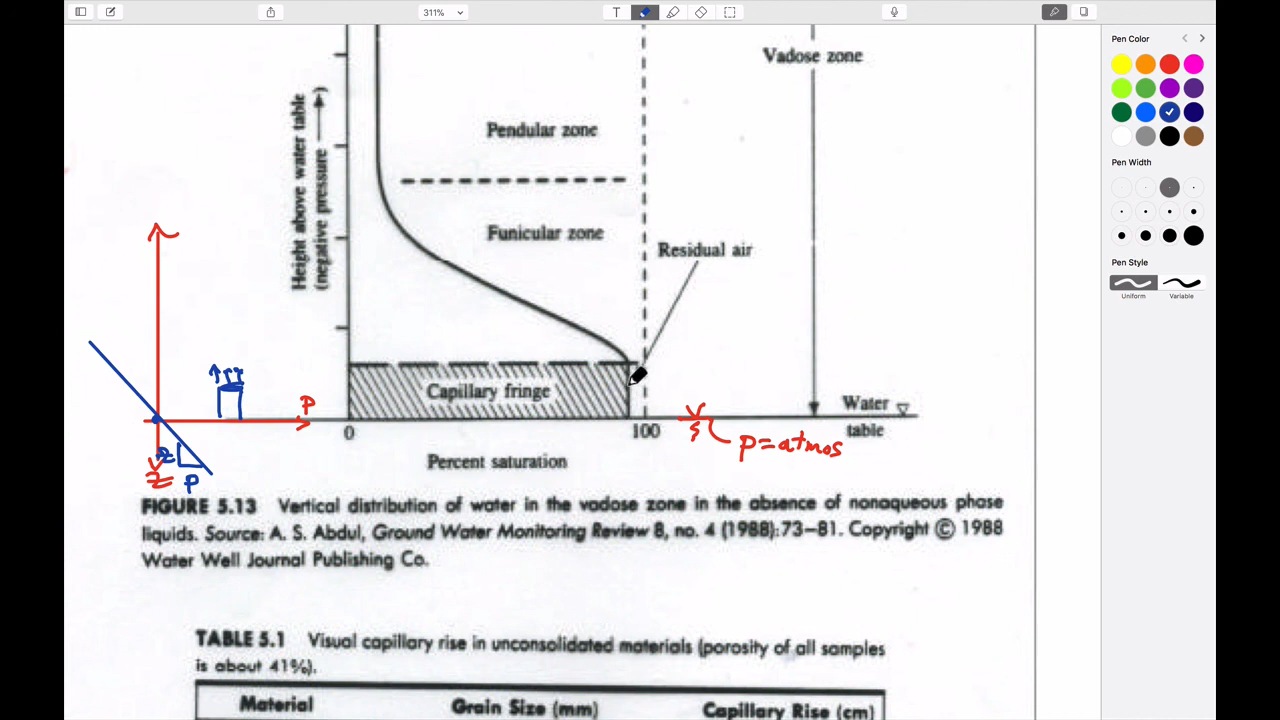 311%
T
Pen Color
Pen Width
Pen Style
Uniform
Variable
Vadose zone
Height above water table
(negative pressure)
Pendular zone
Funicular zone
Residual air
P
Capillary fringe
Water
table
0
100
P=atmos
Percent saturation
z
z
P
FIGURE 5.13 Vertical distribution of water in the vadose zone in the absence of nonaqueous phase
liquids. Source: A. S. Abdul, Ground Water Monitoring Review 8, no. 4 (1988):73–81. Copyright © 1988
Water Well Journal Publishing Co.
TABLE 5.1 Visual capillary rise in unconsolidated materials (porosity of all samples
is about 41%).
Material Grain Size (mm) Capillary Rise (cm)